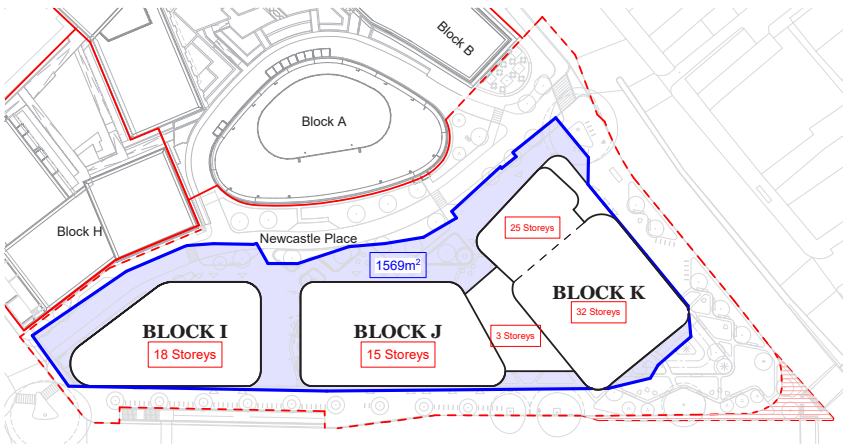 Block B
Block A
Block H
Newcastle Place
25 Storeys
1569m²
BLOCK K
32 Storeys
BLOCK I
18 Storeys
BLOCK J
15 Storeys
3 Storeys